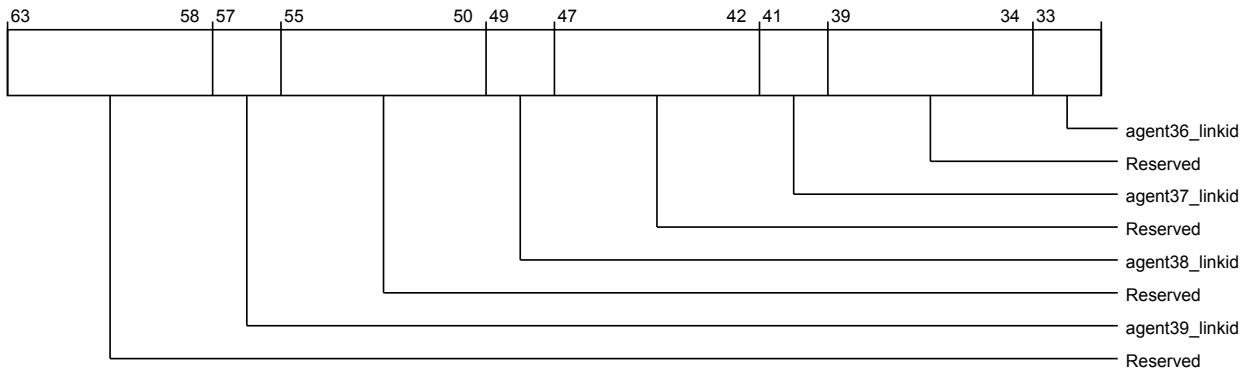 63 58 57 55 50 49 47 42 41 39 34 33
agent36_linkid
Reserved
agent37_linkid
Reserved
agent38_linkid
Reserved
agent39_linkid
Reserved